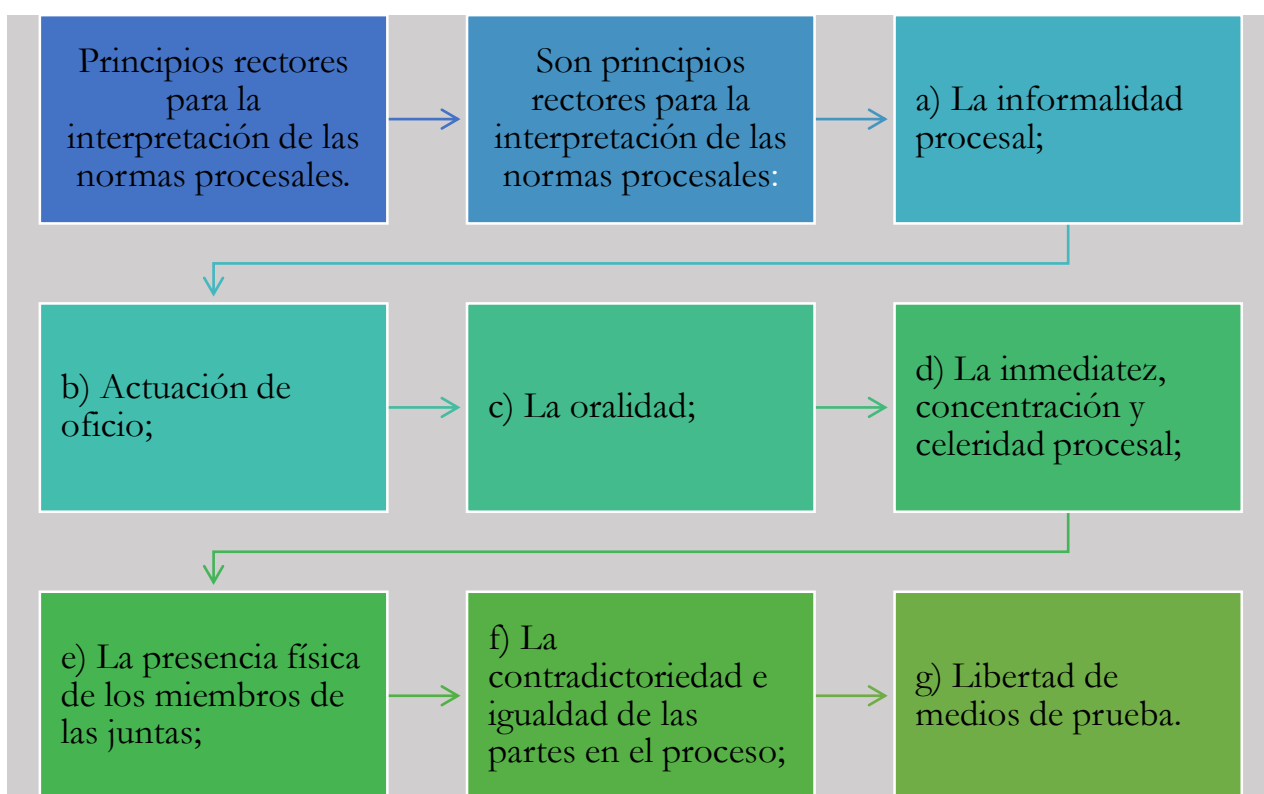 Principios rectores
para la
interpretación de las
normas procesales.
Son principios
rectores para la
interpretación de las
normas procesales:
a) La informalidad
procesal;
b) Actuación de
oficio;
c) La oralidad;
d) La inmediatez,
concentración y
celeridad procesal;
e) La presencia física
de los miembros de
las juntas;
f) La
contradictoriedad e
igualdad de las
partes en el proceso;
g) Libertad de
medios de prueba.